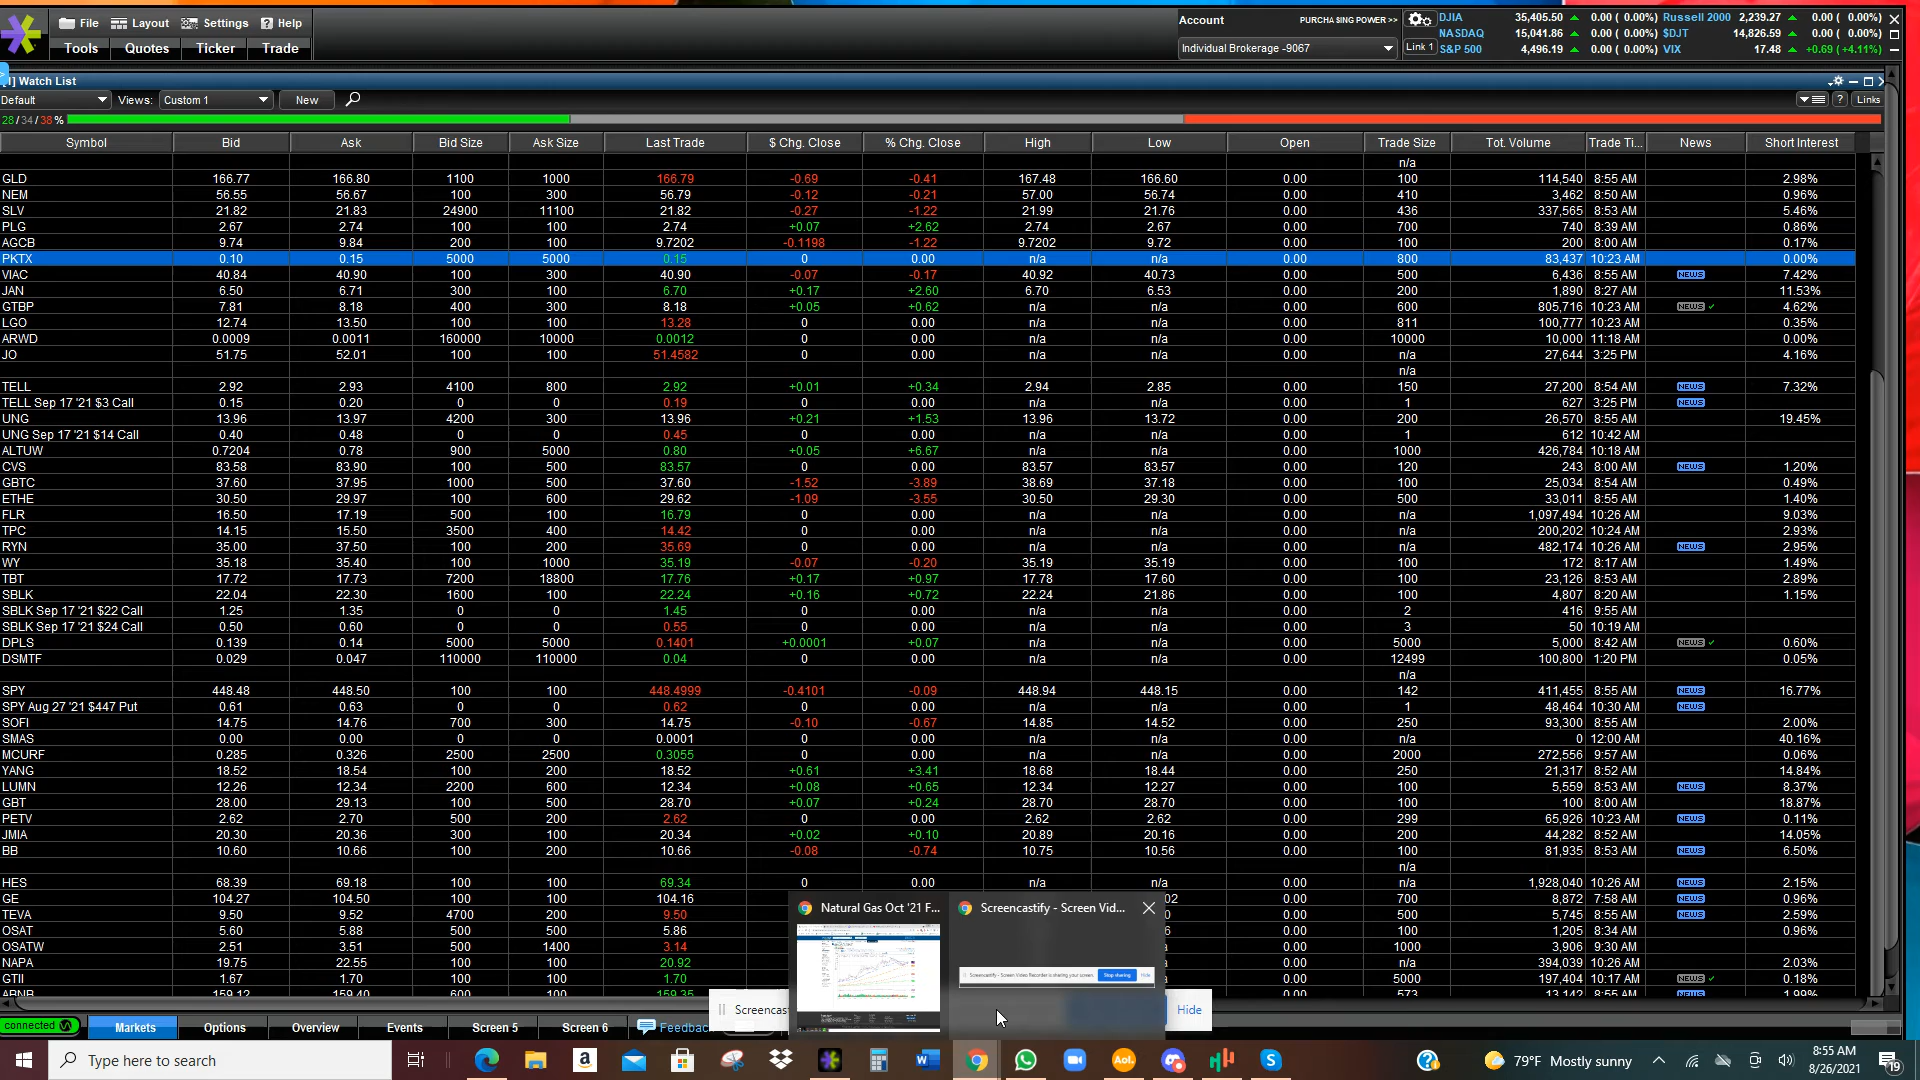 File Layout Settings Help
Tools Quotes Ticker Trade
Account PURCHASING POWER >>
Individual Brokerage -9067 Link 1
DJIA 35,405.50 0.00 ( 0.00%) Russell 2000 2,239.27 0.00 ( 0.00%)
NASDAQ 15,041.86 0.00 ( 0.00%) $DJT 14,826.59 0.00 ( 0.00%)
S&P 500 4,496.19 0.00 ( 0.00%) VIX 17.48 +0.69 (+4.11%)
Watch List
Default Views: Custom 1 New ? Links
28 / 34 / 38 %
Symbol Bid Ask Bid Size Ask Size Last Trade $ Chg. Close % Chg. Close High Low Open Trade Size Tot. Volume Trade Ti... News Short Interest
n/a
GLD 166.77 166.80 1100 1000 166.79 -0.69 -0.41 167.48 166.60 0.00 100 114,540 8:55 AM 2.98%
NEM 56.55 56.67 100 300 56.79 -0.12 -0.21 57.00 56.74 0.00 410 3,462 8:50 AM 0.96%
SLV 21.82 21.83 24900 11100 21.82 -0.27 -1.22 21.99 21.76 0.00 436 337,565 8:53 AM 5.46%
PLG 2.67 2.74 100 100 2.74 +0.07 +2.62 2.74 2.67 0.00 700 740 8:39 AM 0.86%
AGCB 9.74 9.84 200 100 9.7202 -0.1198 -1.22 9.7202 9.72 0.00 100 200 8:00 AM 0.17%
PKTX 0.10 0.15 5000 5000 0.15 0 0.00 n/a n/a 0.00 800 83,437 10:23 AM 0.00%
VIAC 40.84 40.90 100 300 40.90 -0.07 -0.17 40.92 40.73 0.00 500 6,436 8:55 AM NEWS 7.42%
JAN 6.50 6.71 300 100 6.70 +0.17 +2.60 6.70 6.53 0.00 200 1,890 8:27 AM 11.53%
GTBP 7.81 8.18 400 300 8.18 +0.05 +0.62 n/a n/a 0.00 600 805,716 10:23 AM NEWS 4.62%
LGO 12.74 13.50 100 100 13.28 0 0.00 n/a n/a 0.00 811 100,777 10:23 AM 0.35%
ARWD 0.0009 0.0011 160000 10000 0.0012 0 0.00 n/a n/a 0.00 10000 10,000 11:18 AM 0.00%
JO 51.75 52.01 100 100 51.4582 0 0.00 n/a n/a 0.00 n/a 27,644 3:25 PM 4.16%
n/a
TELL 2.92 2.93 4100 800 2.92 +0.01 +0.34 2.94 2.85 0.00 150 27,200 8:54 AM NEWS 7.32%
TELL Sep 17 '21 $3 Call 0.15 0.20 0 0 0.19 0 0.00 n/a n/a 0.00 1 627 3:25 PM NEWS
UNG 13.96 13.97 4200 300 13.96 +0.21 +1.53 13.96 13.72 0.00 200 26,570 8:55 AM 19.45%
UNG Sep 17 '21 $14 Call 0.40 0.48 0 0 0.45 0 0.00 n/a n/a 0.00 1 612 10:42 AM
ALTUW 0.7204 0.78 900 5000 0.80 +0.05 +6.67 n/a n/a 0.00 1000 426,784 10:18 AM
CVS 83.58 83.90 100 500 83.57 0 0.00 83.57 83.57 0.00 120 243 8:00 AM NEWS 1.20%
GBTC 37.60 37.95 1000 500 37.60 -1.52 -3.89 38.69 37.18 0.00 100 25,034 8:54 AM 0.49%
ETHE 30.50 29.97 100 600 29.62 -1.09 -3.55 30.50 29.30 0.00 500 33,011 8:55 AM 1.40%
FLR 16.50 17.19 500 100 16.79 0 0.00 n/a n/a 0.00 n/a 1,097,494 10:26 AM 9.03%
TPC 14.15 15.50 3500 400 14.42 0 0.00 n/a n/a 0.00 n/a 200,202 10:24 AM 2.93%
RYN 35.00 37.50 100 200 35.69 0 0.00 n/a n/a 0.00 n/a 482,174 10:26 AM NEWS 2.95%
WY 35.18 35.40 100 1000 35.19 -0.07 -0.20 35.19 35.19 0.00 100 172 8:17 AM 1.49%
TBT 17.72 17.73 7200 18800 17.76 +0.17 +0.97 17.78 17.60 0.00 100 23,126 8:53 AM 2.89%
SBLK 22.04 22.30 1600 100 22.24 +0.16 +0.72 22.24 21.86 0.00 100 4,807 8:20 AM 1.15%
SBLK Sep 17 '21 $22 Call 1.25 1.35 0 0 1.45 0 0.00 n/a n/a 0.00 2 416 9:55 AM
SBLK Sep 17 '21 $24 Call 0.50 0.60 0 0 0.55 0 0.00 n/a n/a 0.00 3 50 10:19 AM
DPLS 0.139 0.14 5000 5000 0.1401 +0.0001 +0.07 n/a n/a 0.00 5000 5,000 8:42 AM NEWS 0.60%
DSMTF 0.029 0.047 110000 110000 0.04 0 0.00 n/a n/a 0.00 12499 100,800 1:20 PM 0.05%
n/a
SPY 448.48 448.50 100 100 448.4999 -0.4101 -0.09 448.94 448.15 0.00 142 411,455 8:55 AM NEWS 16.77%
SPY Aug 27 '21 $447 Put 0.61 0.63 0 0 0.62 0 0.00 n/a n/a 0.00 1 48,464 10:30 AM NEWS
SOFI 14.75 14.76 700 300 14.75 -0.10 -0.67 14.85 14.52 0.00 250 93,300 8:55 AM 2.00%
SMAS 0.00 0.00 0 0 0.0001 0 0.00 n/a n/a 0.00 n/a 0 12:00 AM 40.16%
MCURF 0.285 0.326 2500 2500 0.3055 0 0.00 n/a n/a 0.00 2000 272,556 9:57 AM 0.06%
YANG 18.52 18.54 100 200 18.52 +0.61 +3.41 18.68 18.44 0.00 250 21,317 8:52 AM 14.84%
LUMN 12.26 12.34 2200 600 12.34 +0.08 +0.65 12.34 12.27 0.00 100 5,559 8:53 AM NEWS 8.37%
GBT 28.00 29.13 100 500 28.70 +0.07 +0.24 28.70 28.70 0.00 100 100 8:00 AM 18.87%
PETV 2.62 2.70 500 200 2.62 0 0.00 2.62 2.62 0.00 299 65,926 10:23 AM NEWS 0.11%
JMIA 20.30 20.36 300 100 20.34 +0.02 +0.10 20.89 20.16 0.00 200 44,282 8:52 AM 14.05%
BB 10.60 10.66 100 200 10.66 -0.08 -0.74 10.75 10.56 0.00 100 81,935 8:53 AM NEWS 6.50%
n/a
HES 68.39 69.18 100 100 69.34 0 0.00 n/a n/a 0.00 n/a 1,928,040 10:26 AM NEWS 2.15%
GE 104.27 104.50 100 100 104.16 02 0.00 700 8,872 7:58 AM NEWS 0.96%
TEVA 9.50 9.52 4700 200 9.50 0.00 500 5,745 8:55 AM NEWS 2.59%
OSAT 5.60 5.88 500 500 5.86 6 0.00 100 1,205 8:34 AM 0.96%
OSATW 2.51 3.51 500 1400 3.14 0.00 1000 3,906 9:30 AM
NAPA 19.75 22.55 100 100 20.92 0.00 n/a 394,039 10:26 AM 2.03%
GTII 1.67 1.70 100 100 1.70 0.00 5000 197,404 10:17 AM NEWS 0.18%
ABNB 159.12 159.40 600 100 159.35 0.00 573 13,142 8:55 AM NEWS 1.99%
Natural Gas Oct '21 F... Screencastify - Screen Vid...
Screencastify - Screen Video Recorder is sharing your screen. Stop sharing Hide
Screencast Hide
connected Markets Options Overview Events Screen 5 Screen 6 Feedbac
Type here to search
79°F Mostly sunny
8:55 AM
8/26/2021
19